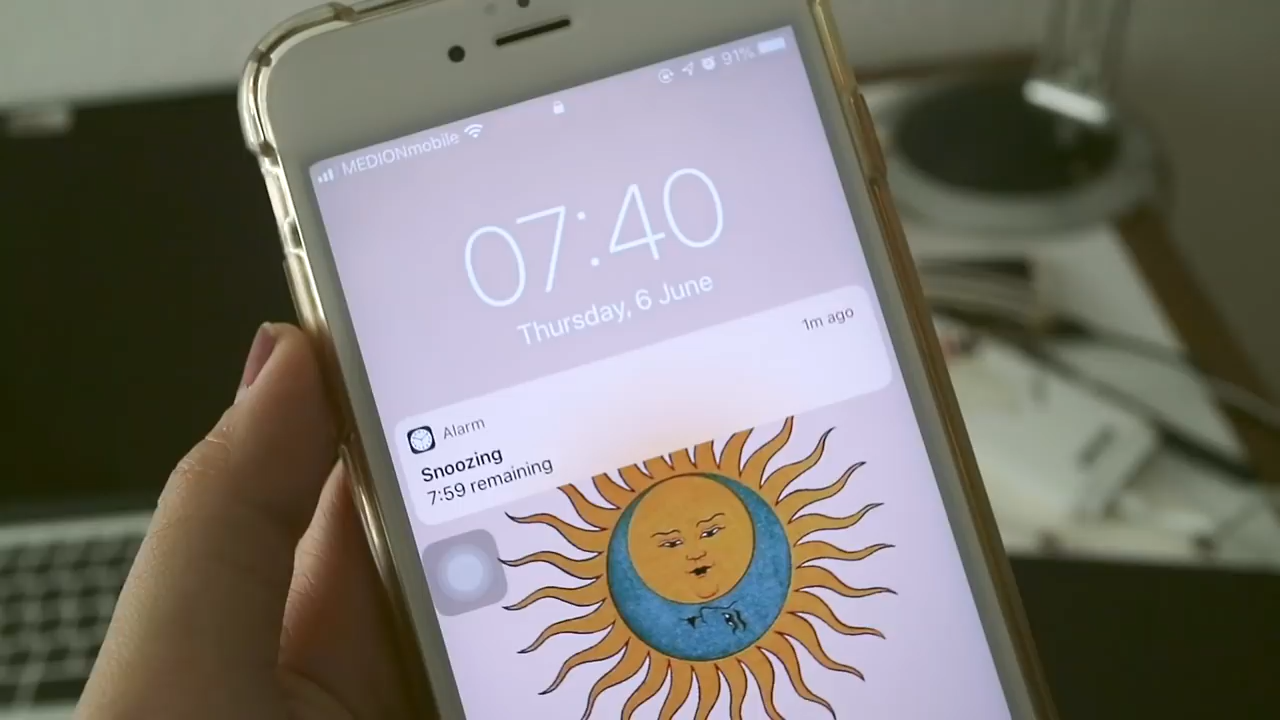 MEDIONmobile
91%
07:40
Thursday, 6 June
Alarm
1m ago
Snoozing
7:59 remaining